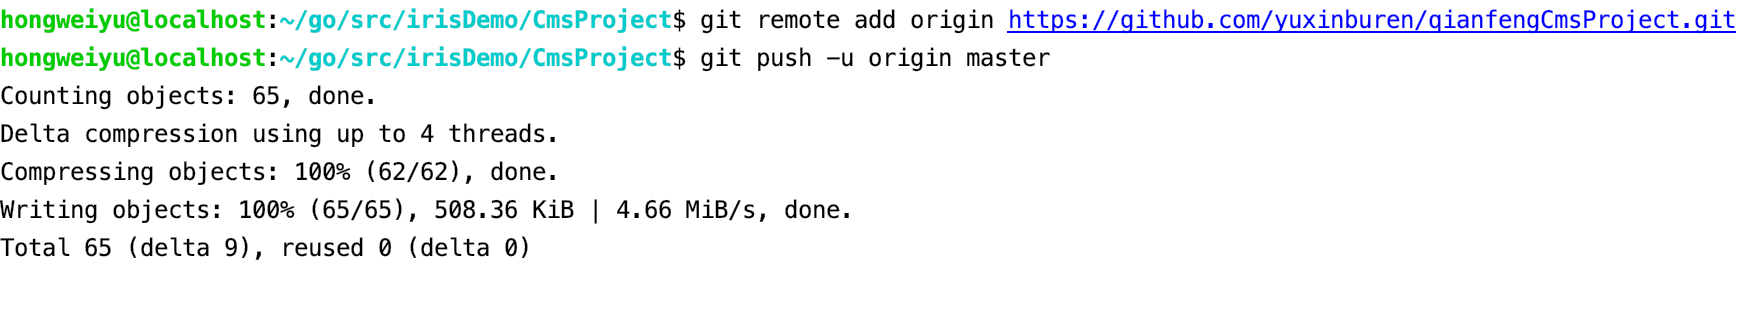 hongweiyu@localhost:~/go/src/irisDemo/CmsProject$ git remote add origin https://github.com/yuxinburen/qianfengCmsProject.git
hongweiyu@localhost:~/go/src/irisDemo/CmsProject$ git push -u origin master
Counting objects: 65, done.
Delta compression using up to 4 threads.
Compressing objects: 100% (62/62), done.
Writing objects: 100% (65/65), 508.36 KiB | 4.66 MiB/s, done.
Total 65 (delta 9), reused 0 (delta 0)